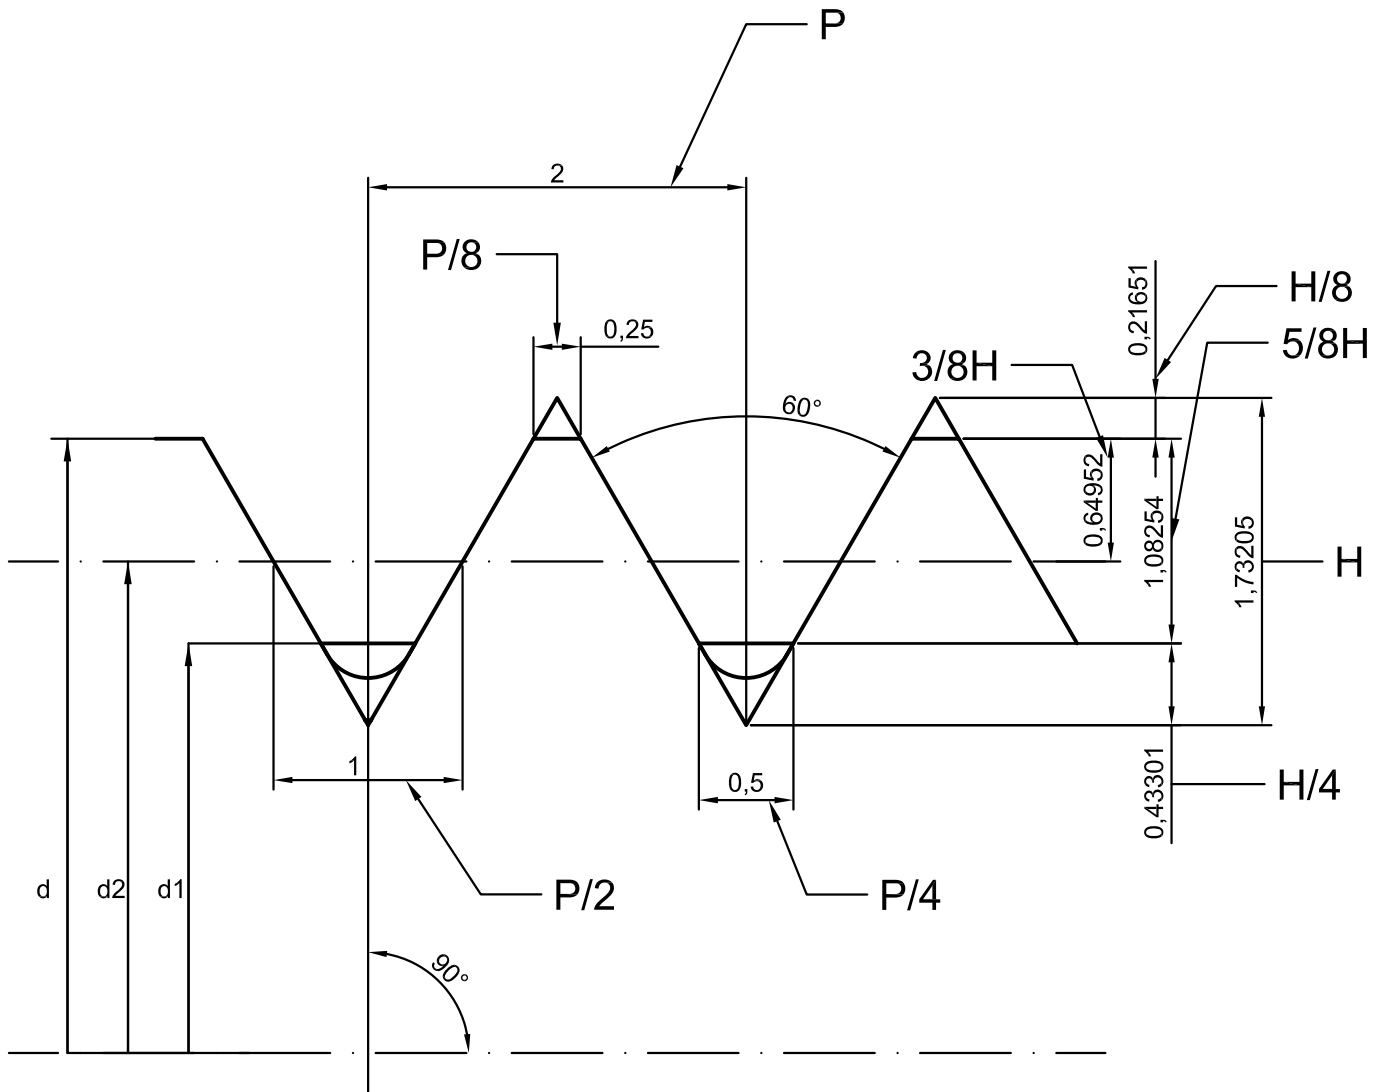 P
2
P/8
0,25
H/8
0,21651
5/8H
3/8H
60°
0,64952
1,08254
1,73205
H
1
0,5
0,43301
H/4
d
d2
d1
P/2
P/4
90°